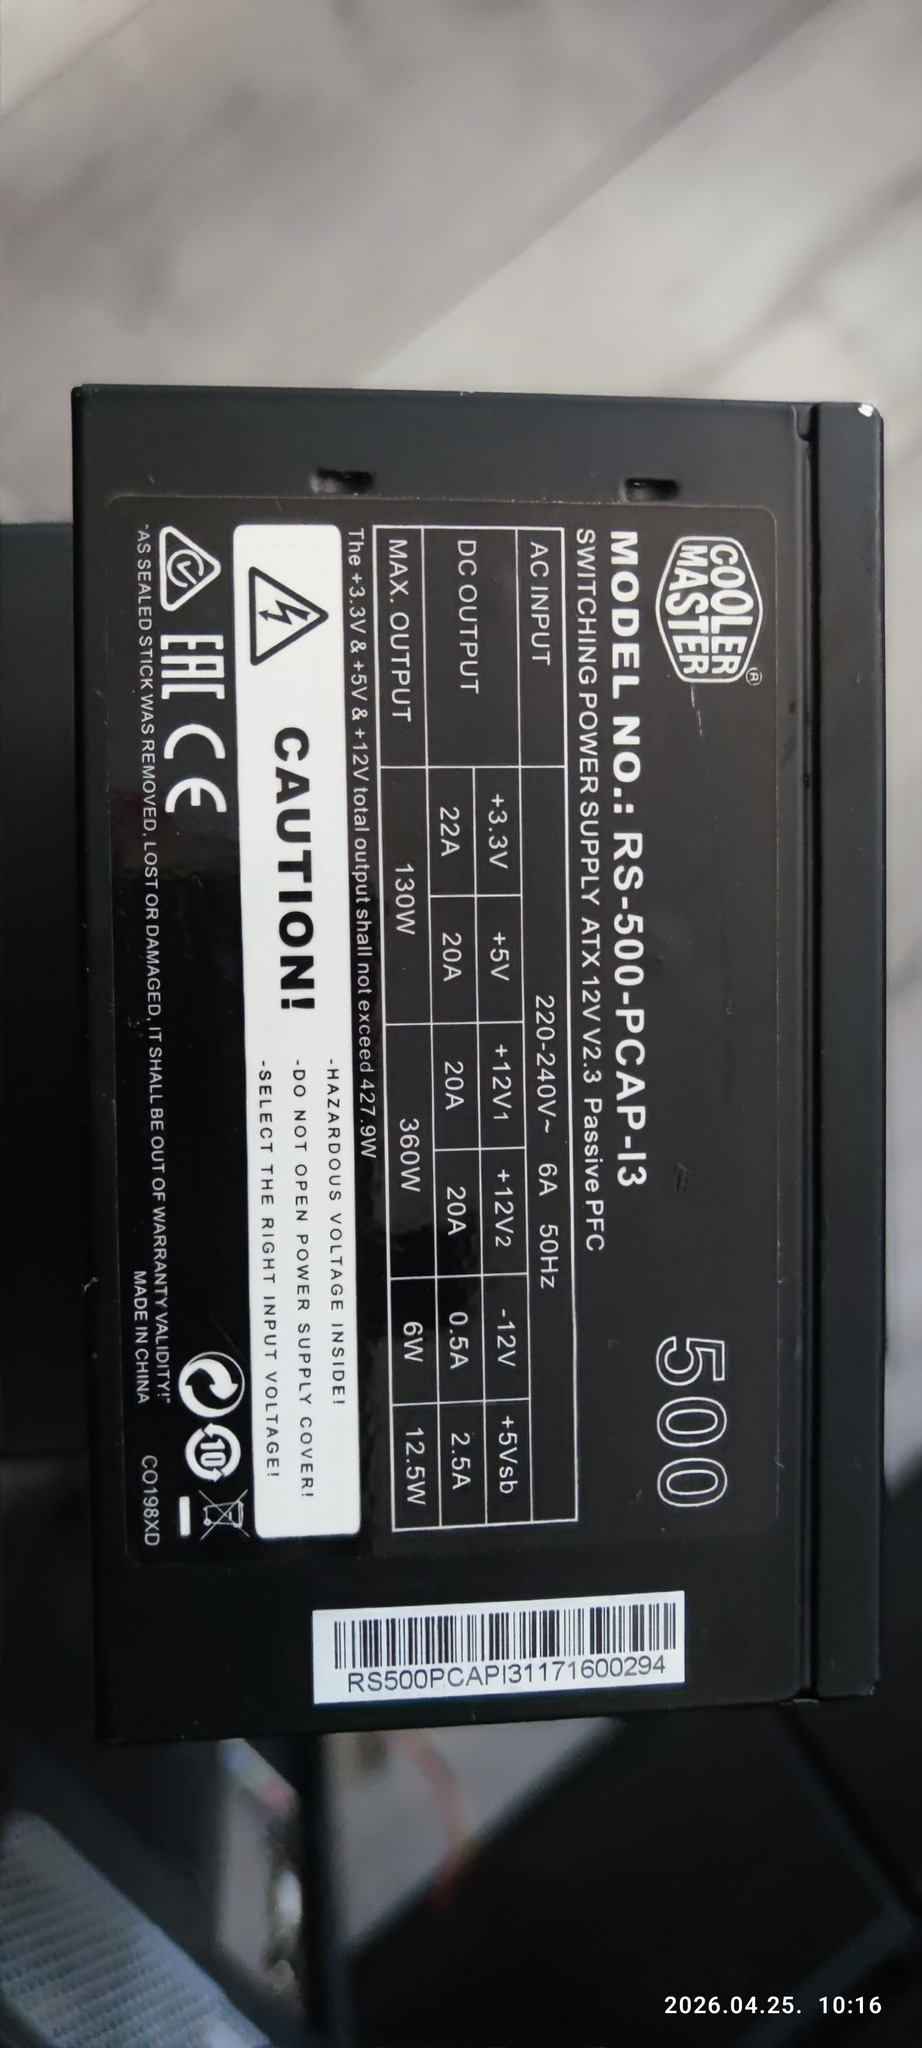 COOLER
MASTER®
500
MODEL NO.: RS-500-PCAP-I3
SWITCHING POWER SUPPLY ATX 12V V2.3 Passive PFC
AC INPUT 220-240V~ 6A 50Hz
DC OUTPUT +3.3V +5V +12V1 +12V2 -12V +5Vsb
22A 20A 20A 20A 0.5A 2.5A
MAX. OUTPUT 130W 360W 6W 12.5W
The +3.3V & +5V & +12V total output shall not exceed 427.9W
CAUTION!
-HAZARDOUS VOLTAGE INSIDE!
-DO NOT OPEN POWER SUPPLY COVER!
-SELECT THE RIGHT INPUT VOLTAGE!
EAC CE
10
"AS SEALED STICK WAS REMOVED, LOST OR DAMAGED, IT SHALL BE OUT OF WARRANTY VALIDITY!"
MADE IN CHINA
CO198XD
RS500PCAPI31171600294
2026.04.25. 10:16